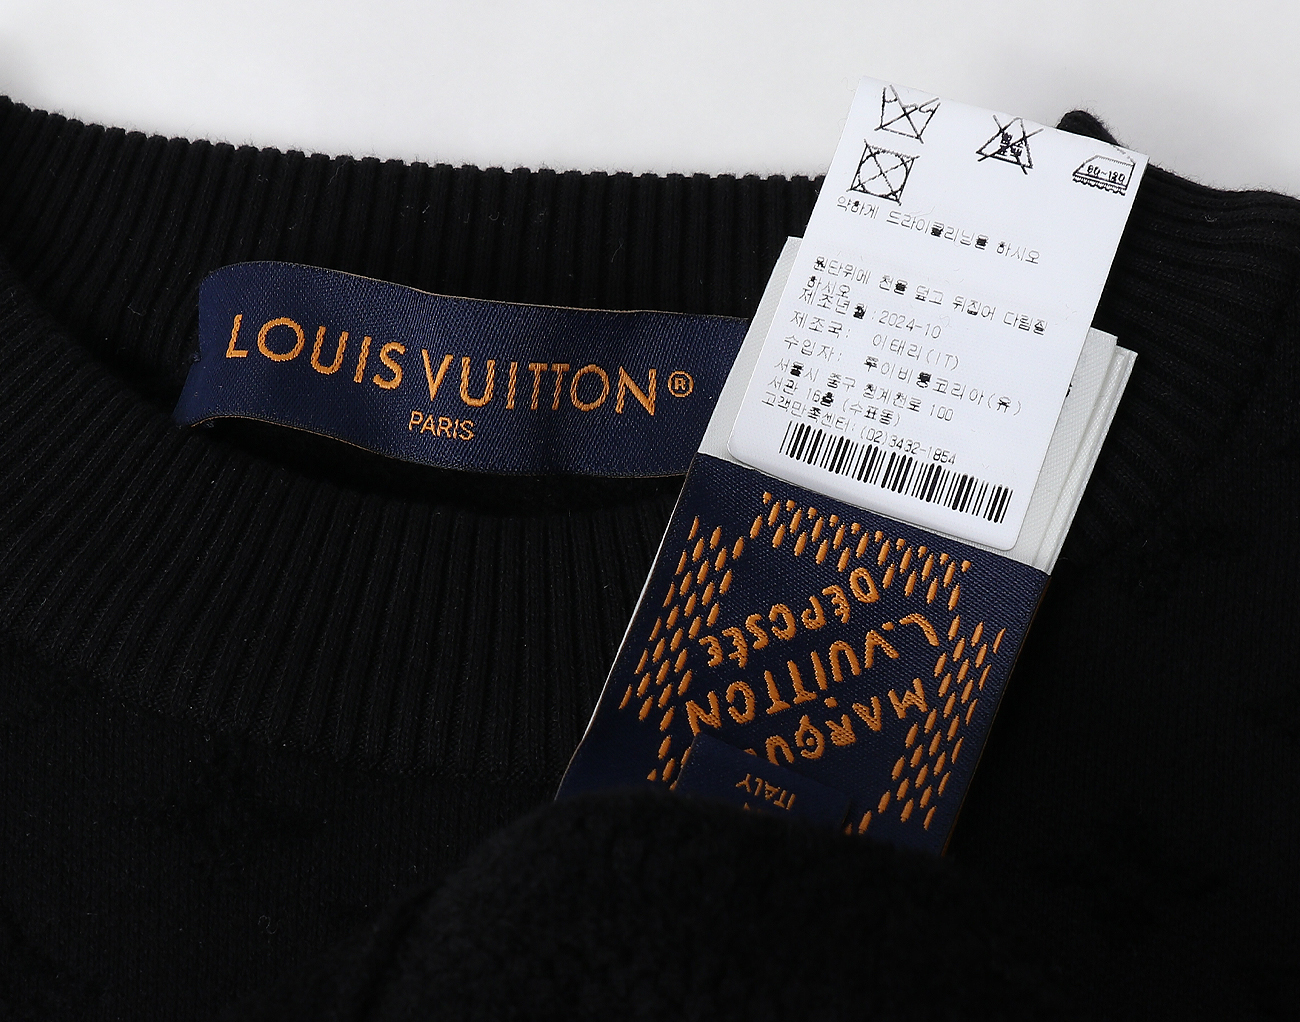 LOUIS VUITTON®
PARIS
60-120
약하게 드라이클리닝을 하시오
원단위에 천을 덮고 뒤집어 다림질
하시오
제조년월:2024-10
제조국: 이태리(IT)
수입자: 루이비통코리아(유)
서울시 중구 청계천로 100
서관 16층 (수표동)
고객만족센터:(02)3432-1854
MARQUE
L.VUITTON
DÉPOSÉE
ITALY